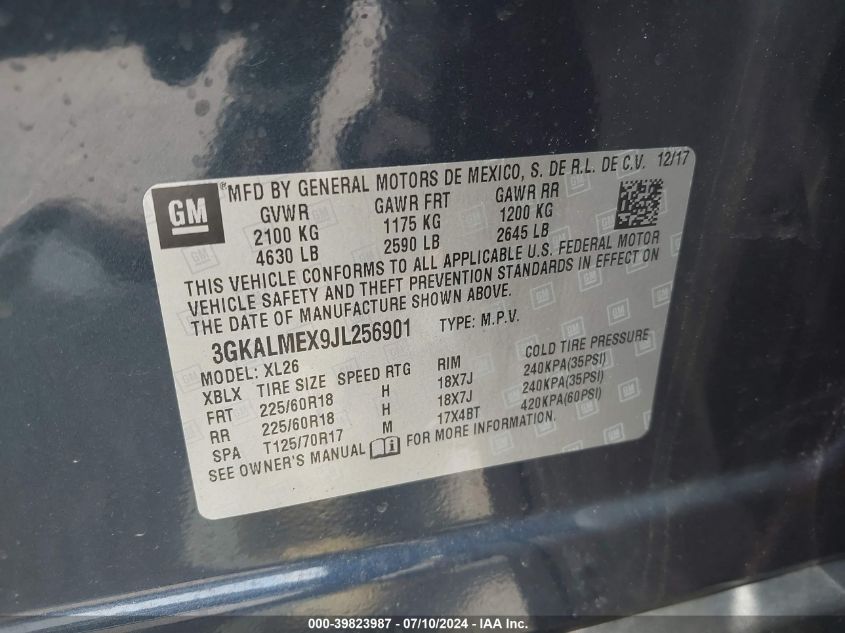 GM
® MFD BY GENERAL MOTORS DE MEXICO, S. DE R.L. DE C.V. 12/17
GVWR GAWR FRT GAWR RR
2100 KG 1175 KG 1200 KG
4630 LB 2590 LB 2645 LB
THIS VEHICLE CONFORMS TO ALL APPLICABLE U.S. FEDERAL MOTOR
VEHICLE SAFETY AND THEFT PREVENTION STANDARDS IN EFFECT ON
THE DATE OF MANUFACTURE SHOWN ABOVE.
3GKALMEX9JL256901 TYPE: M.P.V.
MODEL: XL26
XBLX TIRE SIZE SPEED RTG RIM COLD TIRE PRESSURE
FRT 225/60R18 H 18X7J 240KPA(35PSI)
RR 225/60R18 H 18X7J 240KPA(35PSI)
SPA T125/70R17 M 17X4BT 420KPA(60PSI)
SEE OWNER'S MANUAL FOR MORE INFORMATION.
000-39823987 - 07/10/2024 - IAA Inc.